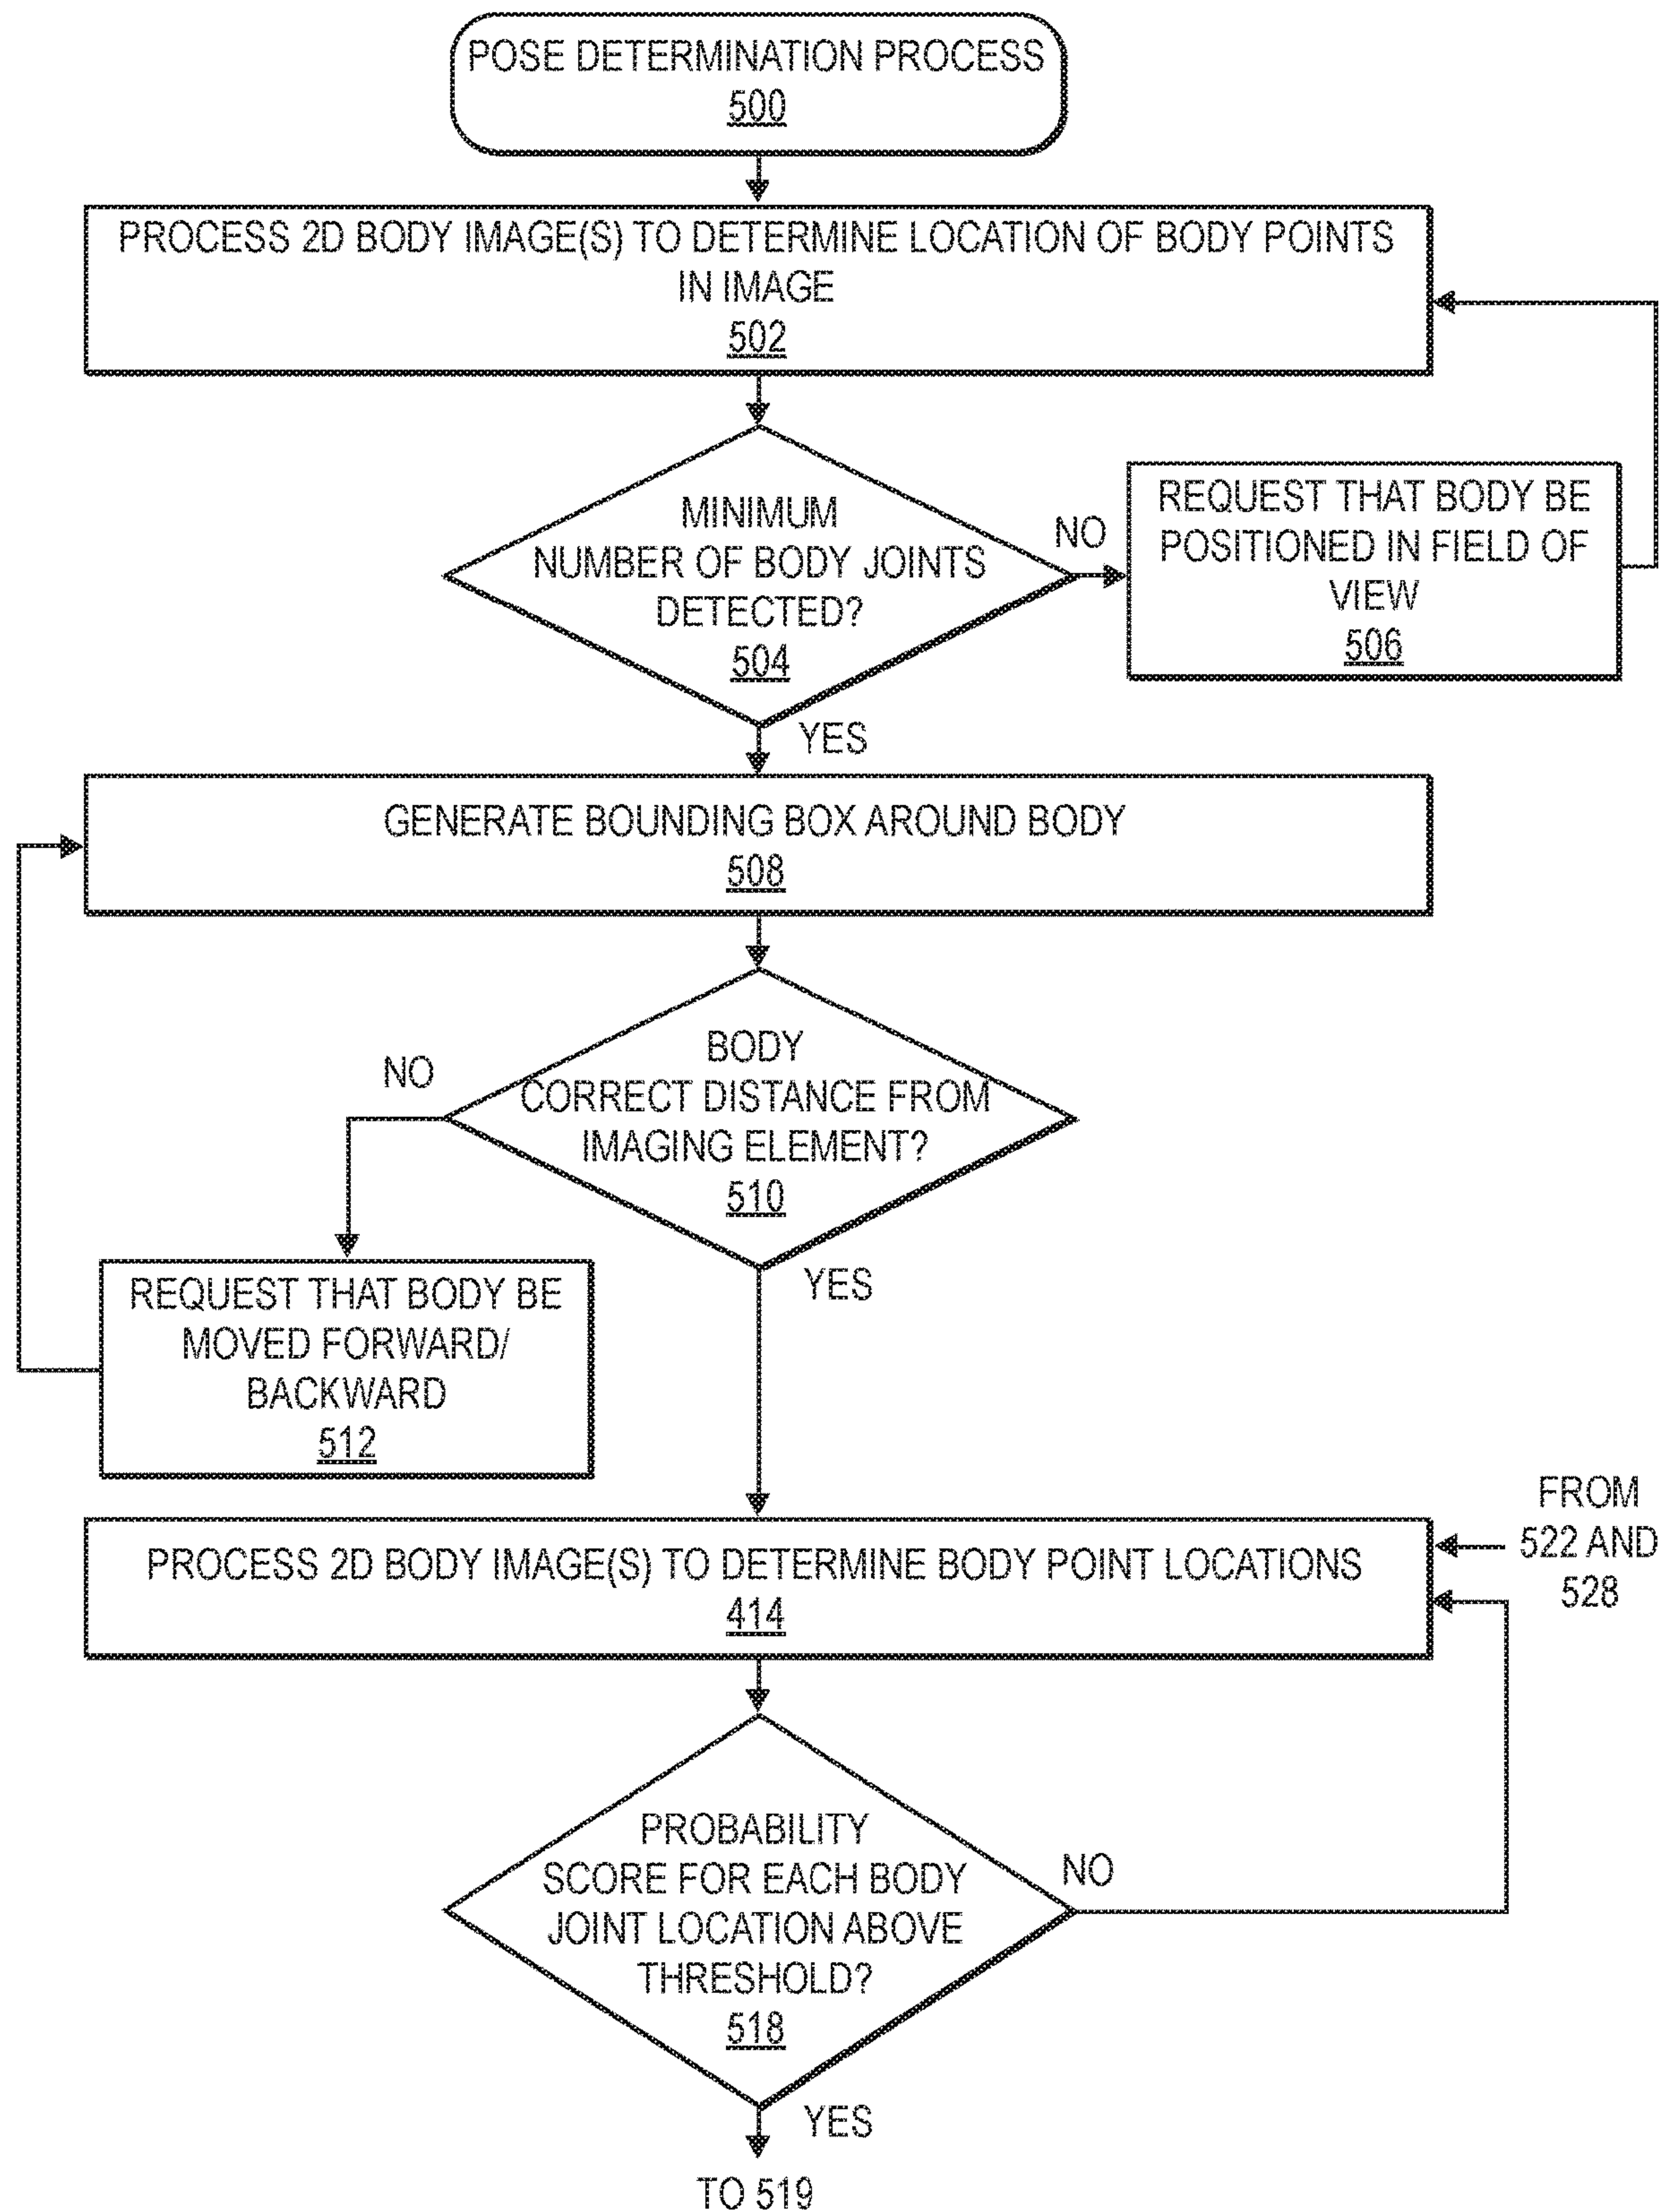 POSE DETERMINATION PROCESS
500
PROCESS 2D BODY IMAGE(S) TO DETERMINE LOCATION OF BODY POINTS
IN IMAGE
502
MINIMUM
NUMBER OF BODY JOINTS
DETECTED?
504
NO
REQUEST THAT BODY BE
POSITIONED IN FIELD OF
VIEW
506
YES
GENERATE BOUNDING BOX AROUND BODY
508
BODY
CORRECT DISTANCE FROM
IMAGING ELEMENT?
510
NO
REQUEST THAT BODY BE
MOVED FORWARD/
BACKWARD
512
YES
FROM
522 AND
528
PROCESS 2D BODY IMAGE(S) TO DETERMINE BODY POINT LOCATIONS
414
PROBABILITY
SCORE FOR EACH BODY
JOINT LOCATION ABOVE
THRESHOLD?
518
NO
YES
TO 519